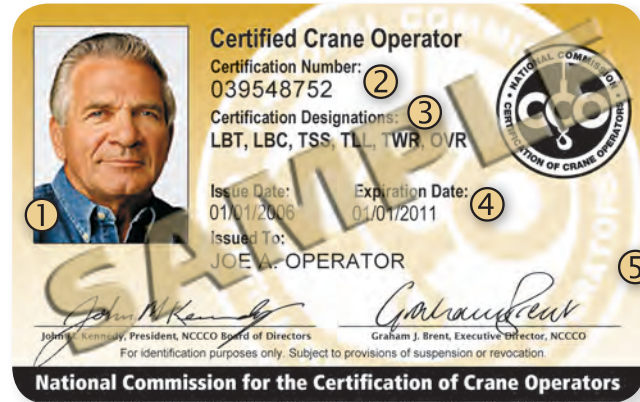 Certified Crane Operator
Certification Number:
039548752
②
Certification Designations:
③
LBT, LBC, TSS, TLL, TWR, OVR
NATIONAL COMMISSION
CERTIFICATION OF CRANE OPERATORS
CCO
Issue Date:
01/01/2006
Expiration Date:
01/01/2011
④
①
Issued To:
JOE A. OPERATOR
⑤
SAMPLE
John M. Kennedy, President, NCCCO Board of Directors
Graham J. Brent, Executive Director, NCCCO
For identification purposes only. Subject to provisions of suspension or revocation.
National Commission for the Certification of Crane Operators